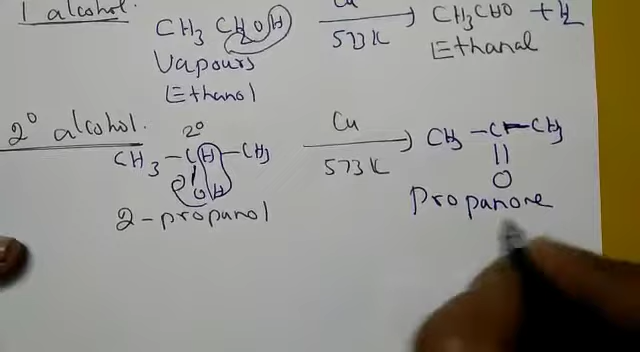 1 alcohol. CH3 CH2OH Cu 573K → CH3CHO + H2
Vapours Ethanal
Ethanol
2° alcohol. 2° Cu
CH3 — CH — CH3 573K → CH3 — C — CH3
OH || O
2-propanol Propanone